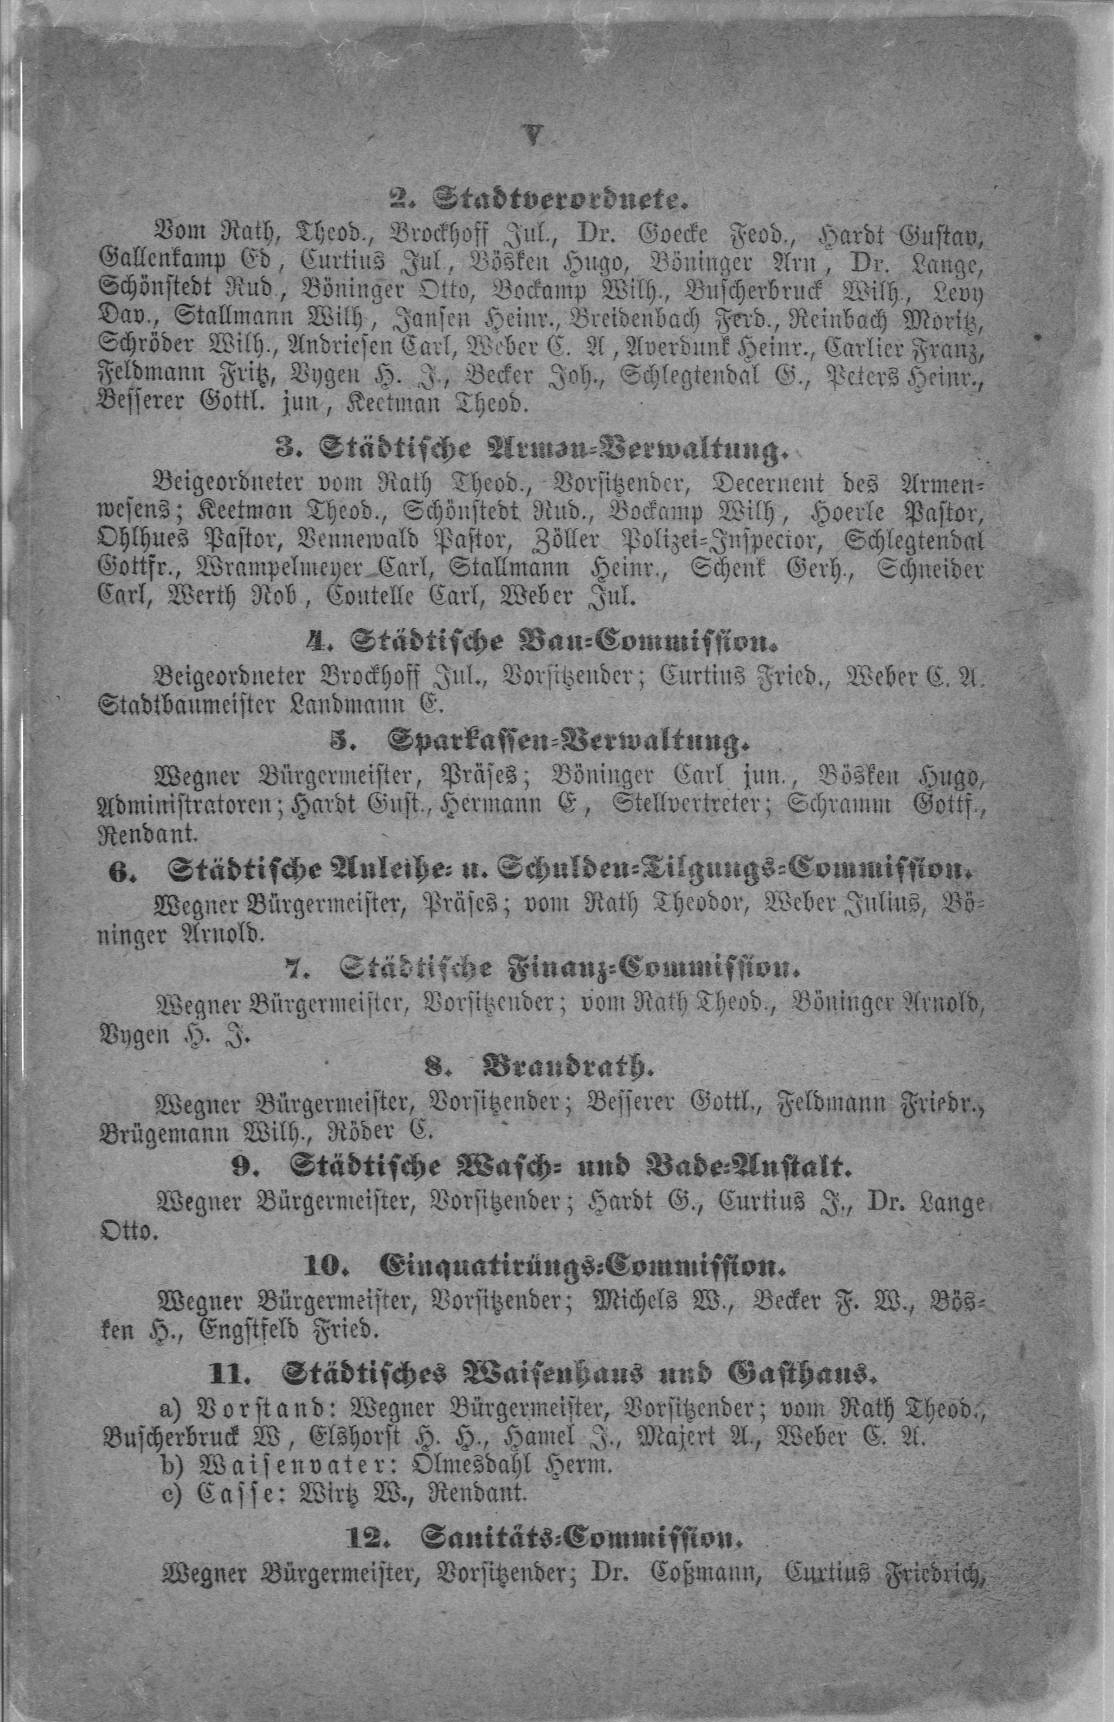 V
2. Stadtverordnete.
Vom Rath, Theod., Brockhoff Jul., Dr. Goecke Feod., Hardt Gustav,
Gallenkamp Ed, Curtius Jul, Bösken Hugo, Böninger Arn, Dr. Lange,
Schönstedt Rud, Böninger Otto, Bockamp Wilh., Buscherbruck Wilh, Levy
Dav., Stallmann Wilh, Jansen Heinr., Breidenbach Ferd., Reinbach Moritz,
Schröder Wilh., Andriesen Carl, Weber C. A, Averdunk Heinr., Carlier Franz,
Feldmann Fritz, Vygen H. J., Becker Joh., Schlegtendal G., Peters Heinr.,
Besserer Gottl. jun, Keetman Theod.
3. Städtische Armen-Verwaltung.
Beigeordneter vom Rath Theod., Vorsitzender, Decernent des Armen-
wesens; Keetman Theod., Schönstedt Rud., Bockamp Wilh, Hoerle Pastor,
Ohlhues Pastor, Vennewald Pastor, Zöller Polizei-Inspector, Schlegtendal
Gottfr., Wrampelmeyer Carl, Stallmann Heinr., Schenk Gerh., Schneider
Carl, Werth Rob, Coutelle Carl, Weber Jul.
4. Städtische Bau-Commission.
Beigeordneter Brockhoff Jul., Vorsitzender; Curtius Fried., Weber C. A.
Stadtbaumeister Landmann E.
5. Sparkassen-Verwaltung.
Wegner Bürgermeister, Präses; Böninger Carl jun., Bösken Hugo,
Administratoren; Hardt Gust., Hermann E, Stellvertreter; Schramm Gottf.,
Rendant.
6. Städtische Anleihe- u. Schulden-Tilgungs-Commission.
Wegner Bürgermeister, Präses; vom Rath Theodor, Weber Julius, Bö-
ninger Arnold.
7. Städtische Finanz-Commission.
Wegner Bürgermeister, Vorsitzender; vom Rath Theod., Böninger Arnold,
Vygen H. J.
8. Brandrath.
Wegner Bürgermeister, Vorsitzender; Besserer Gottl., Feldmann Friedr.,
Brügemann Wilh., Röder C.
9. Städtische Wasch- und Bade-Anstalt.
Wegner Bürgermeister, Vorsitzender; Hardt G., Curtius J., Dr. Lange
Otto.
10. Einquatirüngs-Commission.
Wegner Bürgermeister, Vorsitzender; Michels W., Becker F. W., Bös-
ken H., Engstfeld Fried.
11. Städtisches Waisenhaus und Gasthaus.
a) Vorstand: Wegner Bürgermeister, Vorsitzender; vom Rath Theod.,
Buscherbruck W, Elshorst H. H., Hamel J., Majert A., Weber C. A.
b) Waisenvater: Olmesdahl Herm.
c) Casse: Wirtz W., Rendant.
12. Sanitäts-Commission.
Wegner Bürgermeister, Vorsitzender; Dr. Coßmann, Curtius Friedrich,